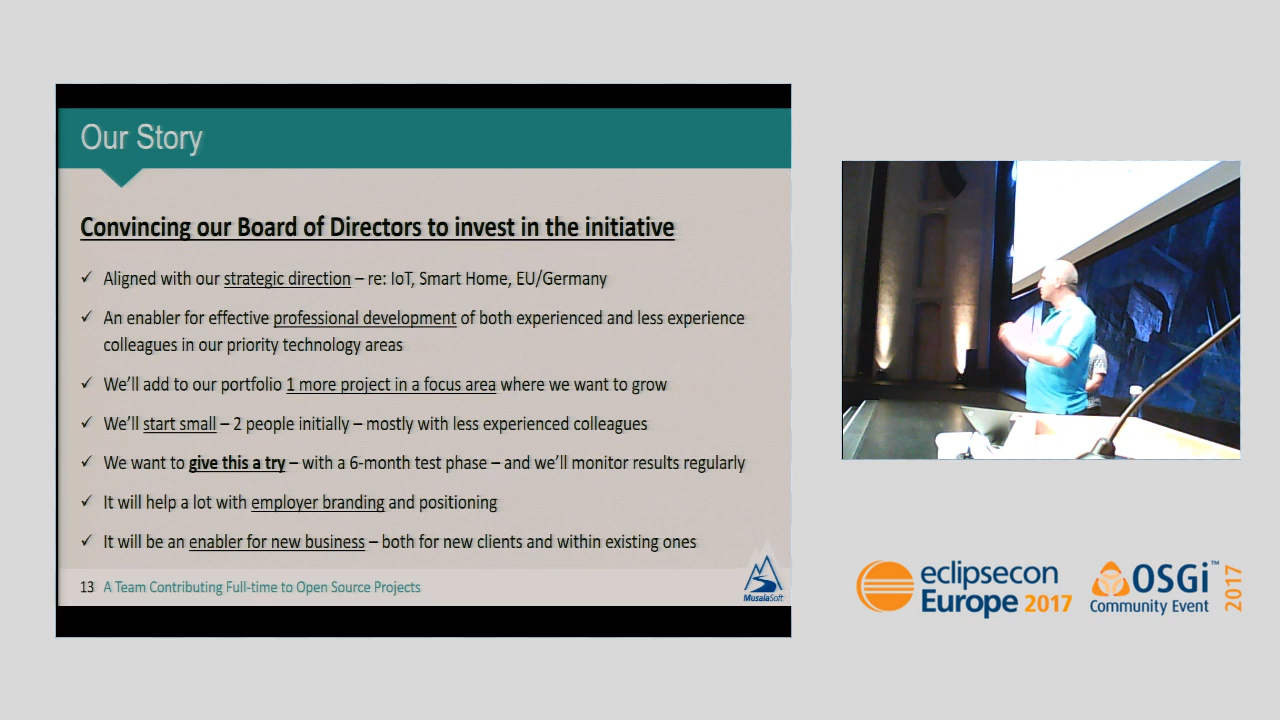 Our Story
Convincing our Board of Directors to invest in the initiative
✓ Aligned with our strategic direction – re: IoT, Smart Home, EU/Germany
✓ An enabler for effective professional development of both experienced and less experience
colleagues in our priority technology areas
✓ We'll add to our portfolio 1 more project in a focus area where we want to grow
✓ We'll start small – 2 people initially – mostly with less experienced colleagues
✓ We want to give this a try – with a 6-month test phase – and we'll monitor results regularly
✓ It will help a lot with employer branding and positioning
✓ It will be an enabler for new business – both for new clients and within existing ones
13 A Team Contributing Full-time to Open Source Projects
MusalaSoft
eclipsecon
Europe 2017
OSGi™
Community Event
2017